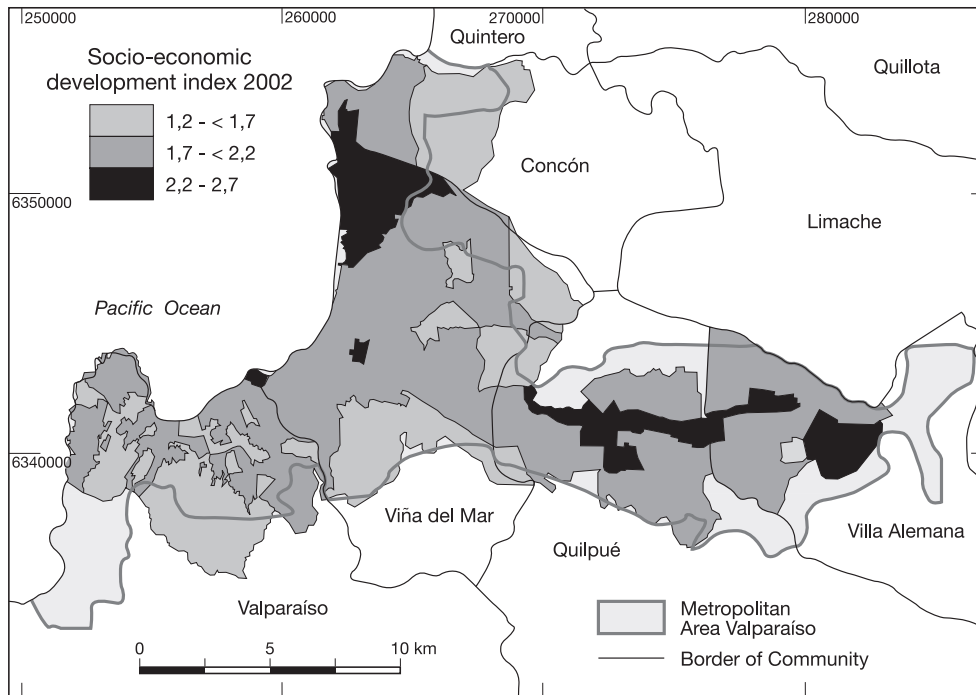 250000
260000
270000
280000
Quintero
Socio-economic
development index 2002
Quillota
1,2 - < 1,7
1,7 - < 2,2
2,2 - 2,7
Concón
6350000
Limache
Pacific Ocean
6340000
Viña del Mar
Villa Alemana
Quilpué
Valparaíso
Metropolitan
Area Valparaíso
0
5
10 km
Border of Community